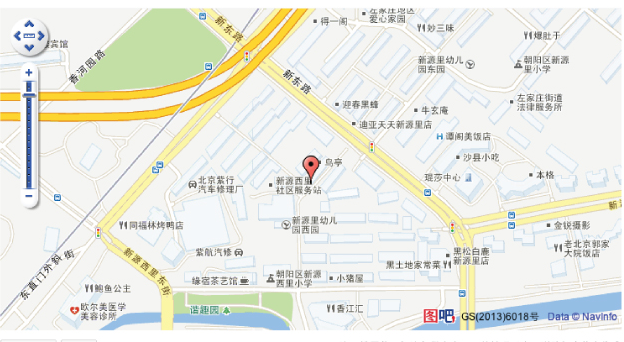 左家庄地区
爱心家园
得一阁
新东路
妙三味
爆肚于
宾馆
香河园路
新源里幼儿
园东园
朝阳区新源
里小学
新东路
迎春黑蜂
牛玄庵
左家庄街道
法律服务所
迪亚天天新源里店
谭阁美饭店
鸟亭
沙县小吃
北京紫行
汽车修理厂
新源西里
社区服务站
琨莎中心
本格
同福林烤鸭店
新源里幼儿
园西园
金锐摄影
新源西里东街
东直门外斜街
紫航汽修
黑松白鹿
新源里店
老北京郭家
大院饭店
黑土地家常菜
缘宿茶艺馆
朝阳区新源
西里小学
小猪屋
鲍鱼公主
欧尔美医学
美容诊所
谐趣园
香江汇
图吧 GS(2013)6018号 Data © NavInfo